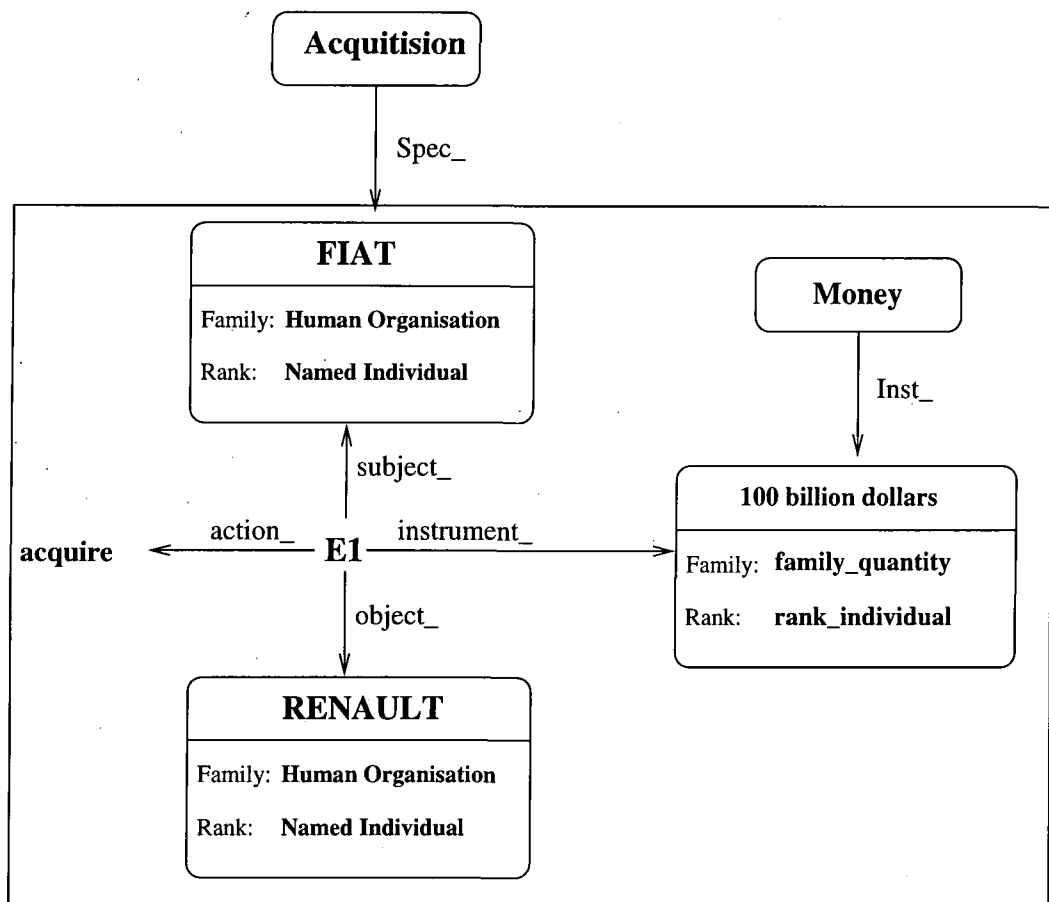 Acquitision
Spec_
FIAT
Family: Human Organisation
Rank: Named Individual
Money
Inst_
subject_
100 billion dollars
Family: family_quantity
Rank: rank_individual
action_
instrument_
acquire
E1
object_
RENAULT
Family: Human Organisation
Rank: Named Individual